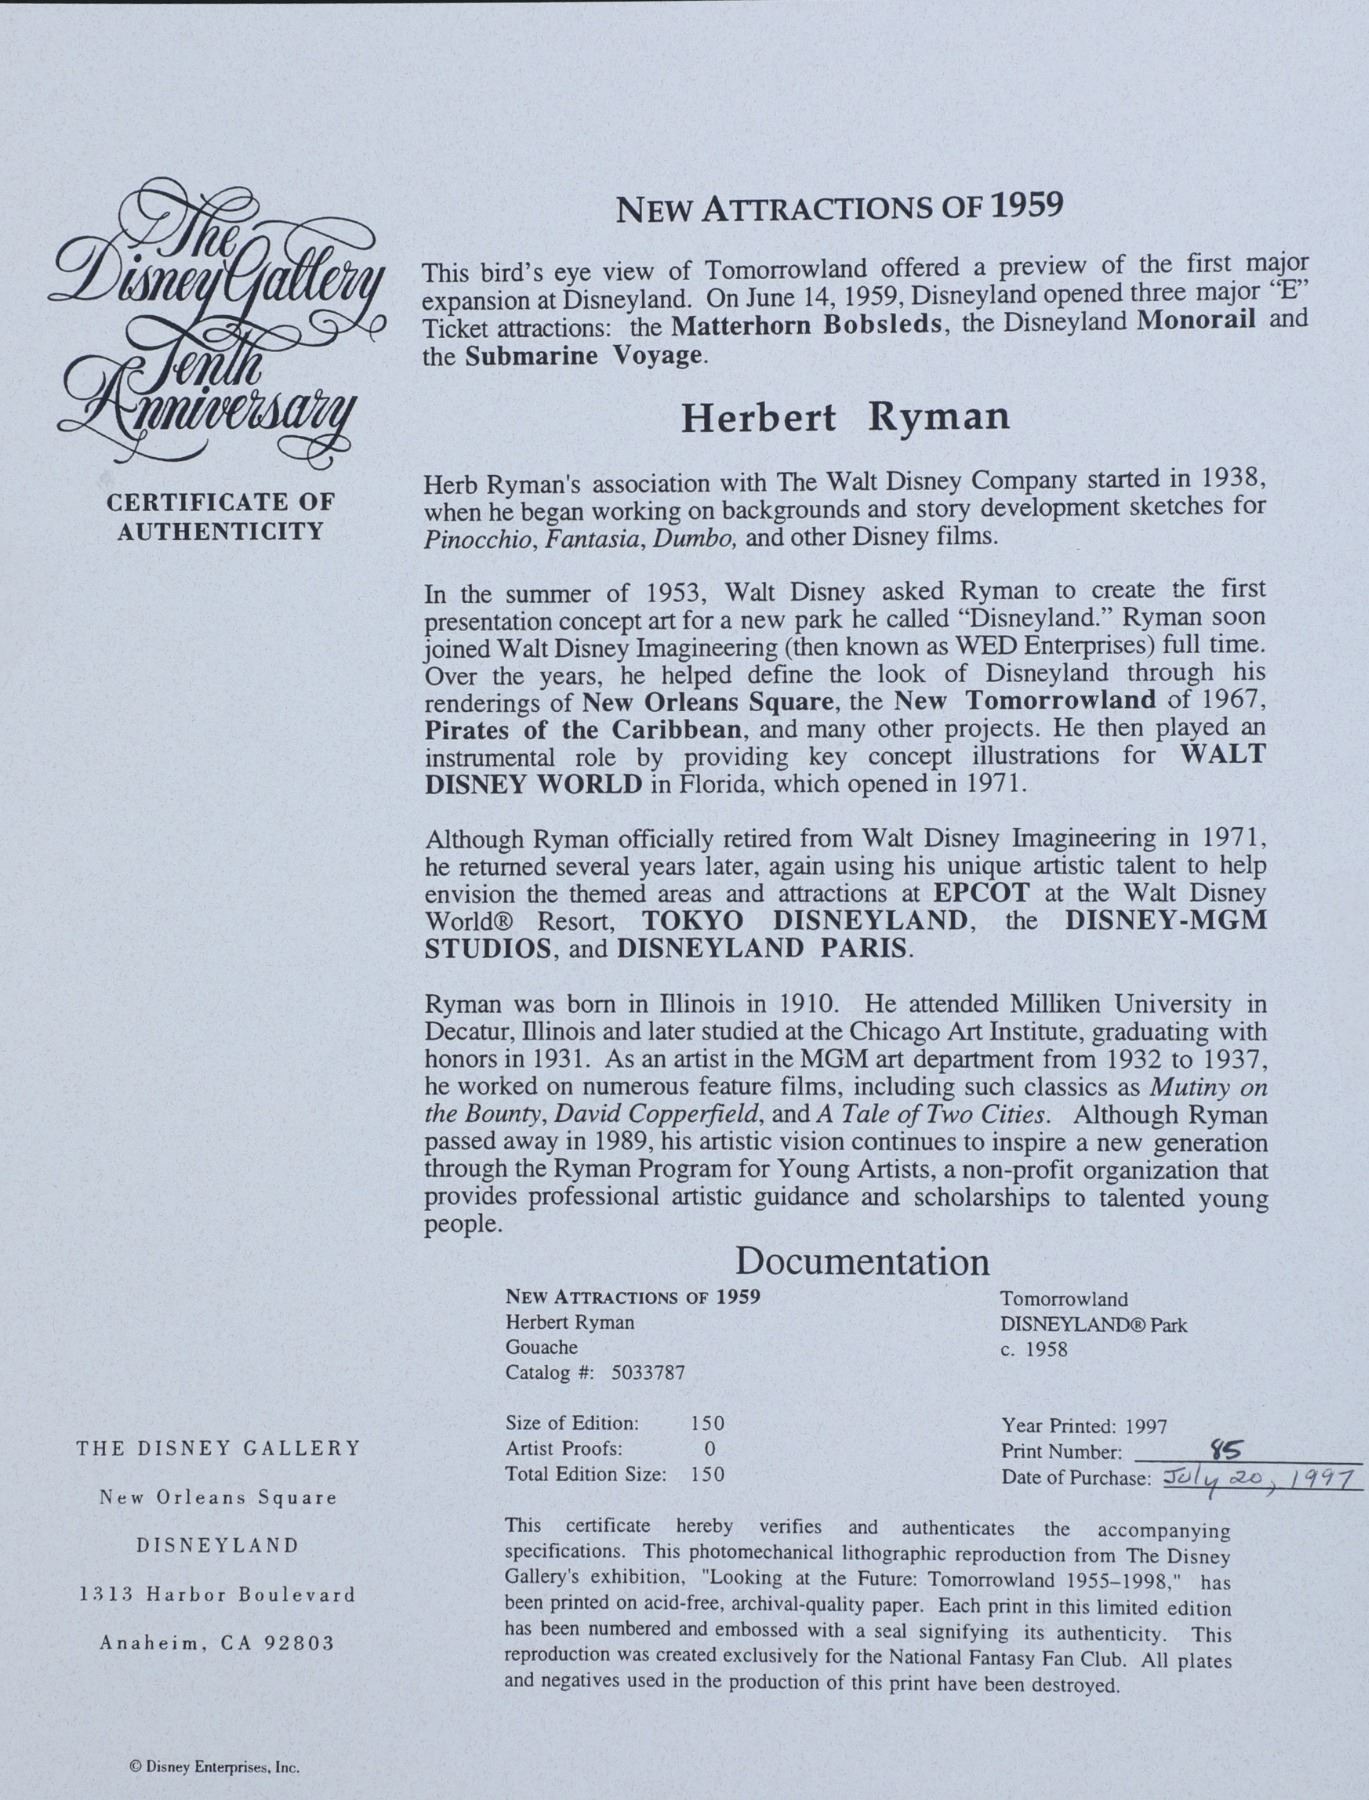 The
Disney Gallery
Tenth
Anniversary
CERTIFICATE OF
AUTHENTICITY
NEW ATTRACTIONS OF 1959
This bird's eye view of Tomorrowland offered a preview of the first major
expansion at Disneyland. On June 14, 1959, Disneyland opened three major “E”
Ticket attractions: the Matterhorn Bobsleds, the Disneyland Monorail and
the Submarine Voyage.
Herbert Ryman
Herb Ryman's association with The Walt Disney Company started in 1938,
when he began working on backgrounds and story development sketches for
Pinocchio, Fantasia, Dumbo, and other Disney films.
In the summer of 1953, Walt Disney asked Ryman to create the first
presentation concept art for a new park he called “Disneyland.” Ryman soon
joined Walt Disney Imagineering (then known as WED Enterprises) full time.
Over the years, he helped define the look of Disneyland through his
renderings of New Orleans Square, the New Tomorrowland of 1967,
Pirates of the Caribbean, and many other projects. He then played an
instrumental role by providing key concept illustrations for WALT
DISNEY WORLD in Florida, which opened in 1971.
Although Ryman officially retired from Walt Disney Imagineering in 1971,
he returned several years later, again using his unique artistic talent to help
envision the themed areas and attractions at EPCOT at the Walt Disney
World® Resort, TOKYO DISNEYLAND, the DISNEY-MGM
STUDIOS, and DISNEYLAND PARIS.
Ryman was born in Illinois in 1910. He attended Milliken University in
Decatur, Illinois and later studied at the Chicago Art Institute, graduating with
honors in 1931. As an artist in the MGM art department from 1932 to 1937,
he worked on numerous feature films, including such classics as Mutiny on
the Bounty, David Copperfield, and A Tale of Two Cities. Although Ryman
passed away in 1989, his artistic vision continues to inspire a new generation
through the Ryman Program for Young Artists, a non-profit organization that
provides professional artistic guidance and scholarships to talented young
people.
Documentation
NEW ATTRACTIONS OF 1959
Herbert Ryman
Gouache
Catalog #: 5033787
Tomorrowland
DISNEYLAND® Park
c. 1958
Size of Edition: 150
Artist Proofs: 0
Total Edition Size: 150
Year Printed: 1997
Print Number: 85
Date of Purchase: July 20, 1997
This certificate hereby verifies and authenticates the accompanying
specifications. This photomechanical lithographic reproduction from The Disney
Gallery's exhibition, "Looking at the Future: Tomorrowland 1955–1998," has
been printed on acid-free, archival-quality paper. Each print in this limited edition
has been numbered and embossed with a seal signifying its authenticity. This
reproduction was created exclusively for the National Fantasy Fan Club. All plates
and negatives used in the production of this print have been destroyed.
THE DISNEY GALLERY
New Orleans Square
DISNEYLAND
1313 Harbor Boulevard
Anaheim, CA 92803
© Disney Enterprises, Inc.